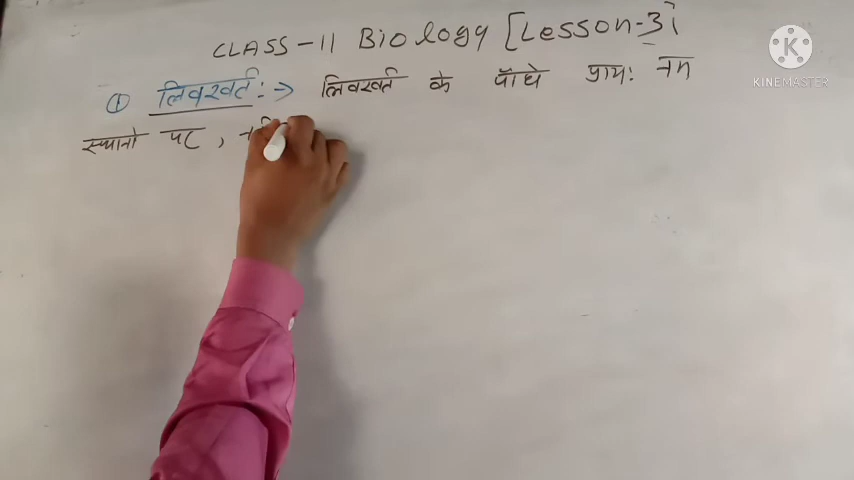 CLASS-11 Biology [Lesson-3]
K
KINEMASTER
① लिवरवर्ट :→ लिवरवर्ट के पौधे प्रायः नम
स्थानो पर,